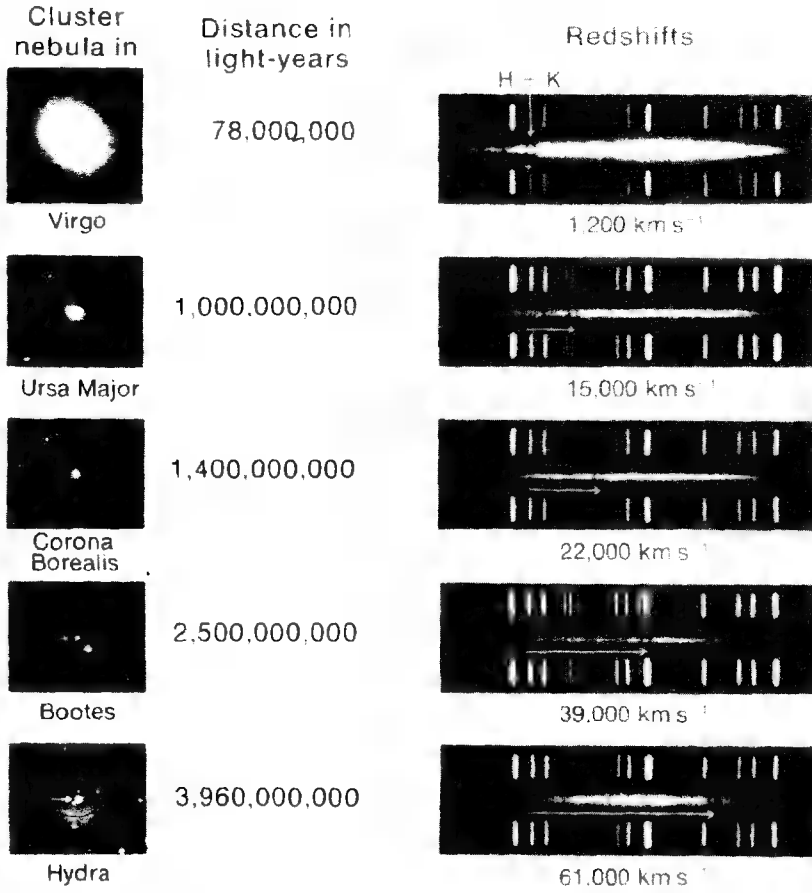 Cluster
nebula in
Distance in
light-years
Redshifts
H + K
78,000,000
Virgo
1,200 km s⁻¹
1,000,000,000
Ursa Major
15,000 km s⁻¹
1,400,000,000
Corona
Borealis
22,000 km s⁻¹
2,500,000,000
Bootes
39,000 km s⁻¹
3,960,000,000
Hydra
61,000 km s⁻¹